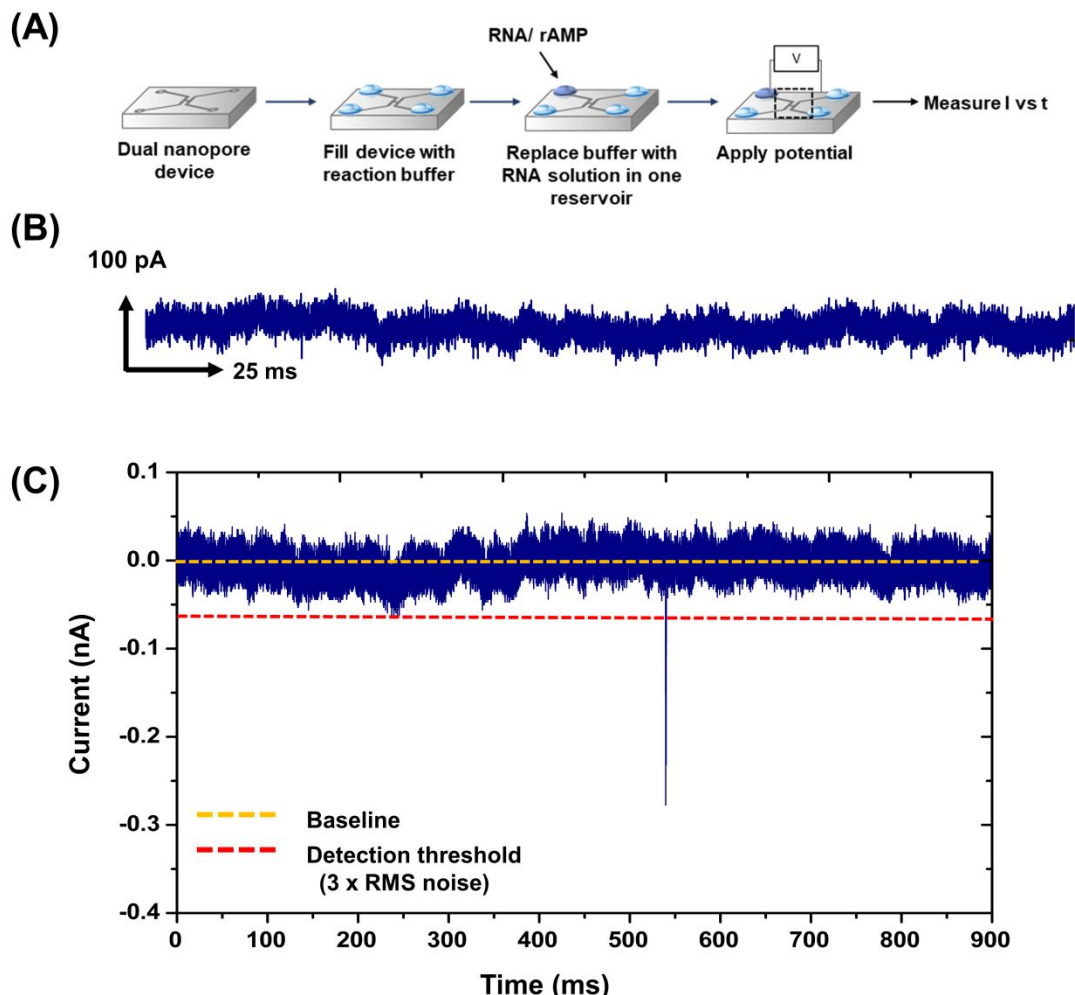 (A)
RNA/ rAMP
V
Measure I vs t
Dual nanopore
device
Fill device with
reaction buffer
Replace buffer with
RNA solution in one
reservoir
Apply potential
(B)
100 pA
25 ms
(C)
0.1
0.0
-0.1
-0.2
-0.3
-0.4
Current (nA)
Baseline
Detection threshold
(3 x RMS noise)
0 100 200 300 400 500 600 700 800 900
Time (ms)